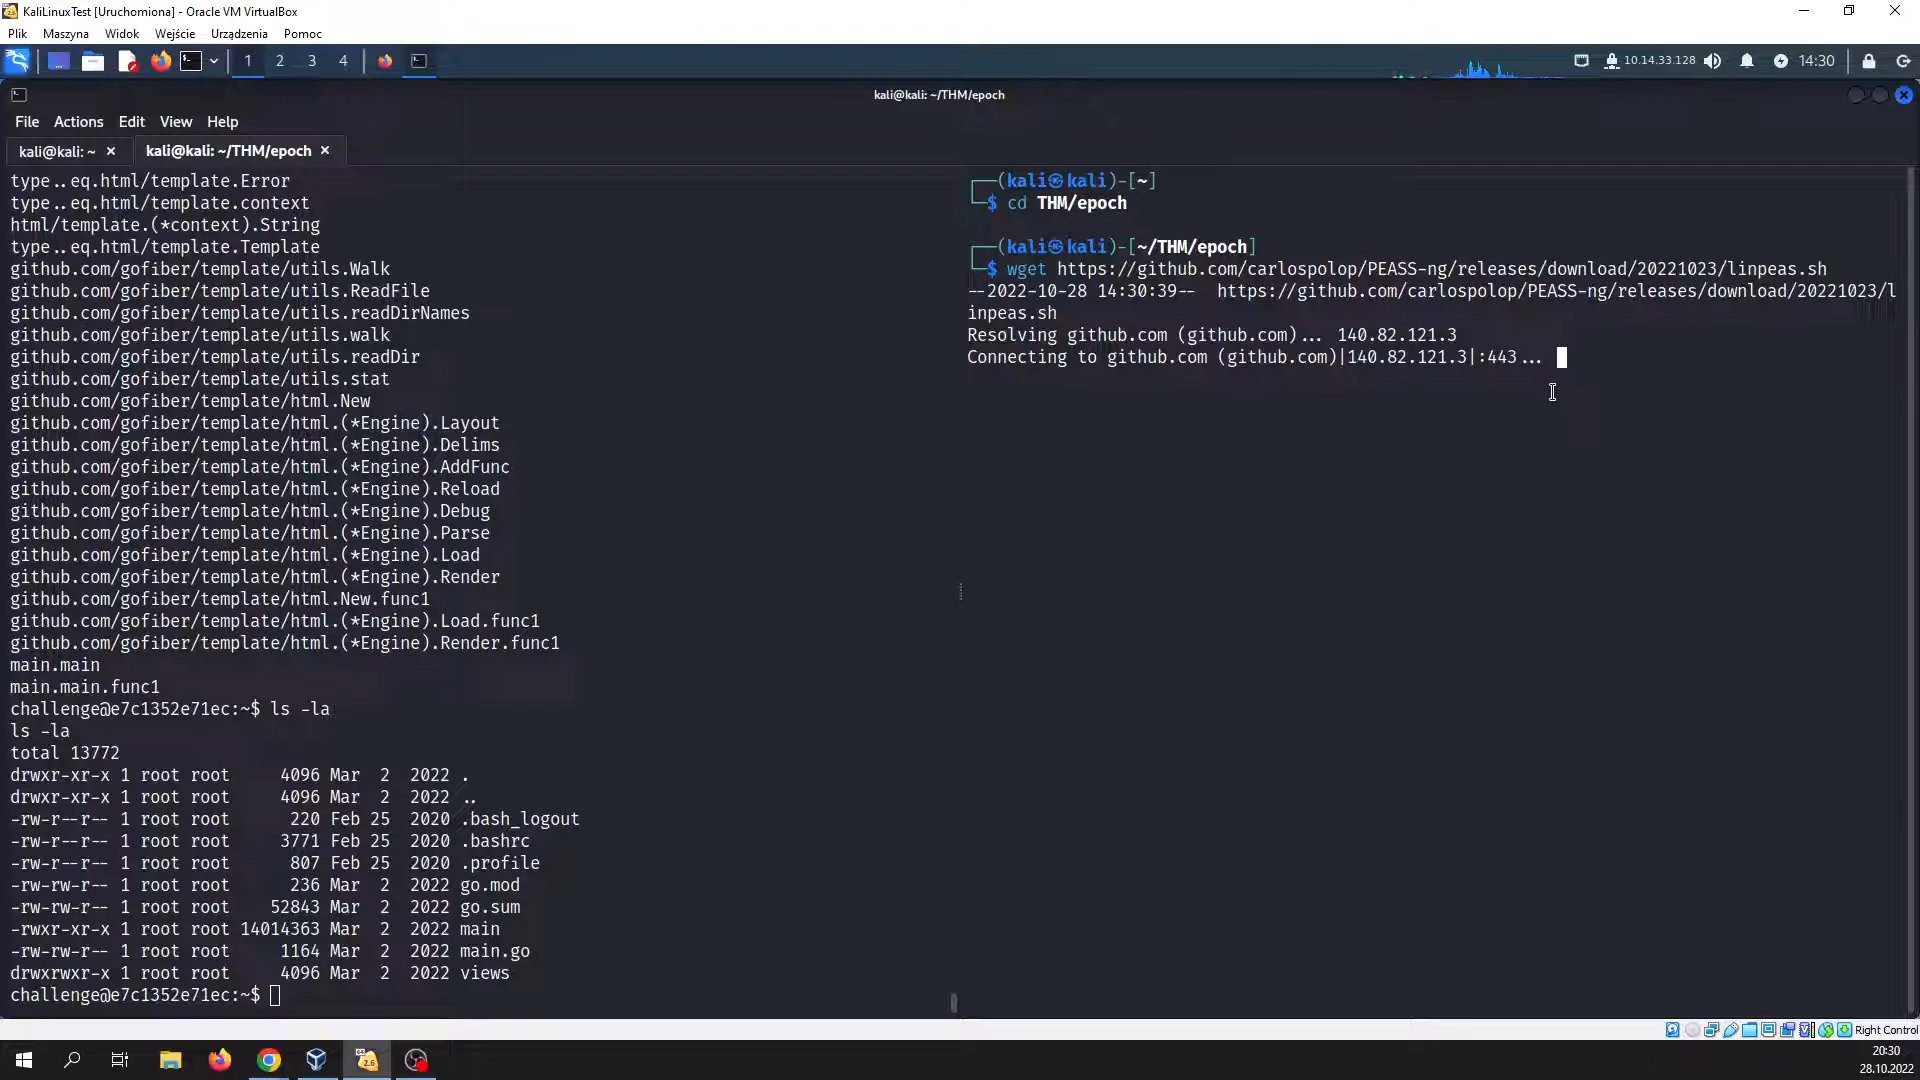 KaliLinuxTest [Uruchomiona] - Oracle VM VirtualBox
Plik Maszyna Widok Wejście Urządzenia Pomoc
1 2 3 4 10.14.33.128 14:30
kali@kali: ~/THM/epoch
File Actions Edit View Help
kali@kali: ~ × kali@kali: ~/THM/epoch ×
type..eq.html/template.Error
type..eq.html/template.context
html/template.(*context).String
type..eq.html/template.Template
github.com/gofiber/template/utils.Walk
github.com/gofiber/template/utils.ReadFile
github.com/gofiber/template/utils.readDirNames
github.com/gofiber/template/utils.walk
github.com/gofiber/template/utils.readDir
github.com/gofiber/template/utils.stat
github.com/gofiber/template/html.New
github.com/gofiber/template/html.(*Engine).Layout
github.com/gofiber/template/html.(*Engine).Delims
github.com/gofiber/template/html.(*Engine).AddFunc
github.com/gofiber/template/html.(*Engine).Reload
github.com/gofiber/template/html.(*Engine).Debug
github.com/gofiber/template/html.(*Engine).Parse
github.com/gofiber/template/html.(*Engine).Load
github.com/gofiber/template/html.(*Engine).Render
github.com/gofiber/template/html.New.func1
github.com/gofiber/template/html.(*Engine).Load.func1
github.com/gofiber/template/html.(*Engine).Render.func1
main.main
main.main.func1
challenge@e7c1352e71ec:~$ ls -la
ls -la
total 13772
drwxr-xr-x 1 root root     4096 Mar  2  2022 .
drwxr-xr-x 1 root root     4096 Mar  2  2022 ..
-rw-r--r-- 1 root root      220 Feb 25  2020 .bash_logout
-rw-r--r-- 1 root root     3771 Feb 25  2020 .bashrc
-rw-r--r-- 1 root root      807 Feb 25  2020 .profile
-rw-rw-r-- 1 root root      236 Mar  2  2022 go.mod
-rw-rw-r-- 1 root root    52843 Mar  2  2022 go.sum
-rwxr-xr-x 1 root root 14014363 Mar  2  2022 main
-rw-rw-r-- 1 root root     1164 Mar  2  2022 main.go
drwxrwxr-x 1 root root     4096 Mar  2  2022 views
challenge@e7c1352e71ec:~$
┌──(kali㉿kali)-[~]
└─$ cd THM/epoch
┌──(kali㉿kali)-[~/THM/epoch]
└─$ wget https://github.com/carlospolop/PEASS-ng/releases/download/20221023/linpeas.sh
--2022-10-28 14:30:39--  https://github.com/carlospolop/PEASS-ng/releases/download/20221023/l
inpeas.sh
Resolving github.com (github.com)... 140.82.121.3
Connecting to github.com (github.com)|140.82.121.3|:443...
Right Control
2.6
20:30
28.10.2022